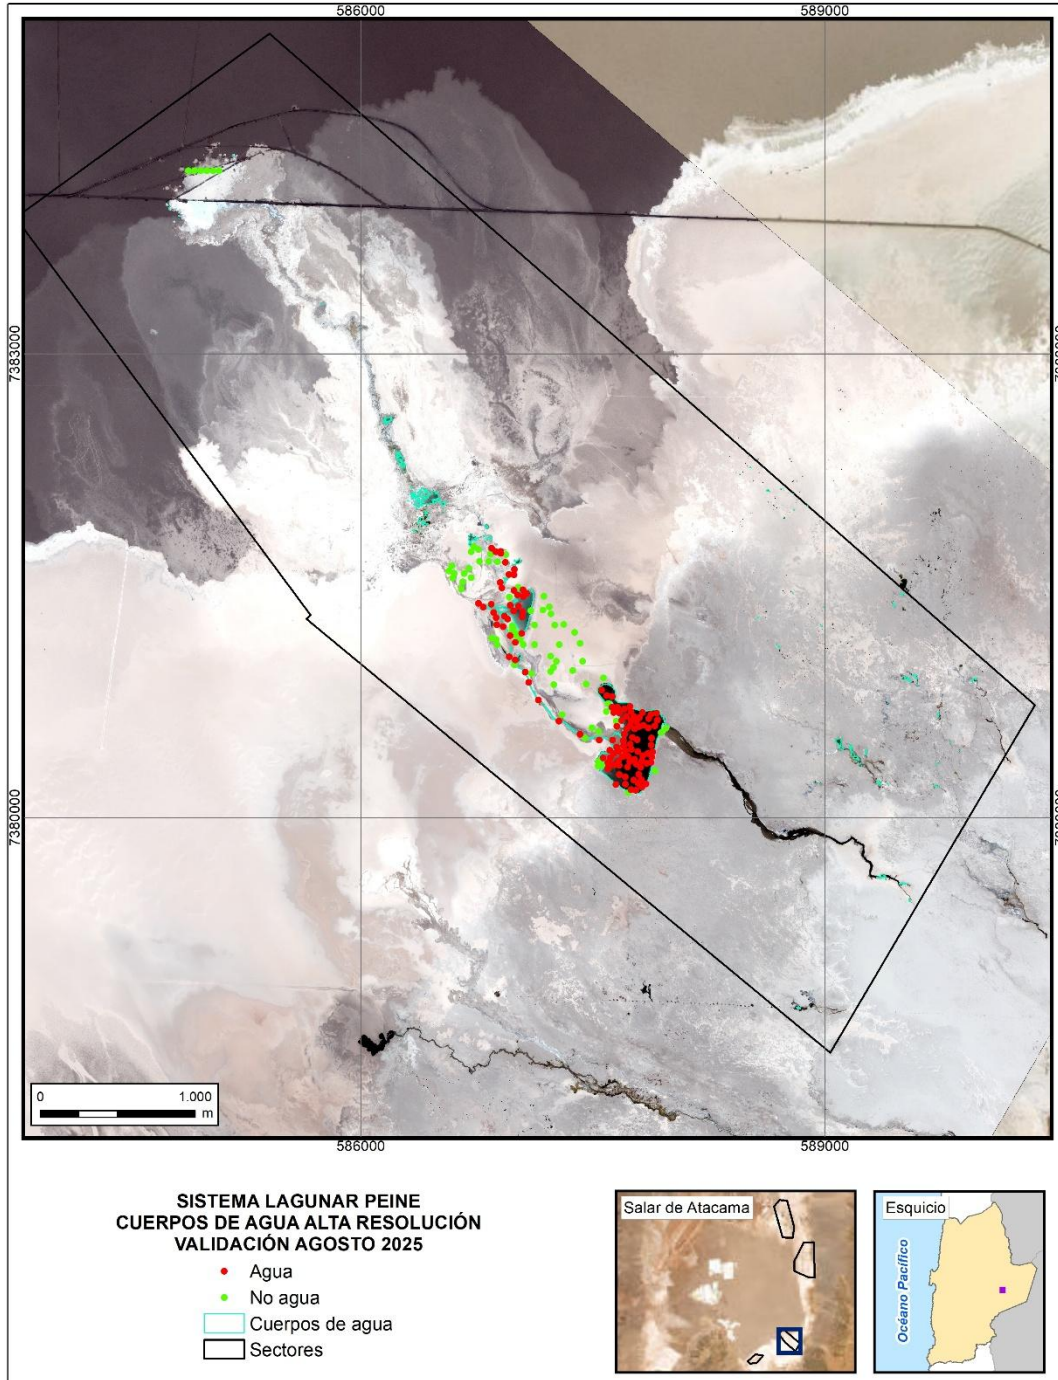 586000
589000
7383000
7380000
0
1.000
m
586000
589000
SISTEMA LAGUNAR PEINE
CUERPOS DE AGUA ALTA RESOLUCIÓN
VALIDACIÓN AGOSTO 2025
Agua
No agua
Cuerpos de agua
Sectores
Salar de Atacama
Esquicio
Océano Pacífico